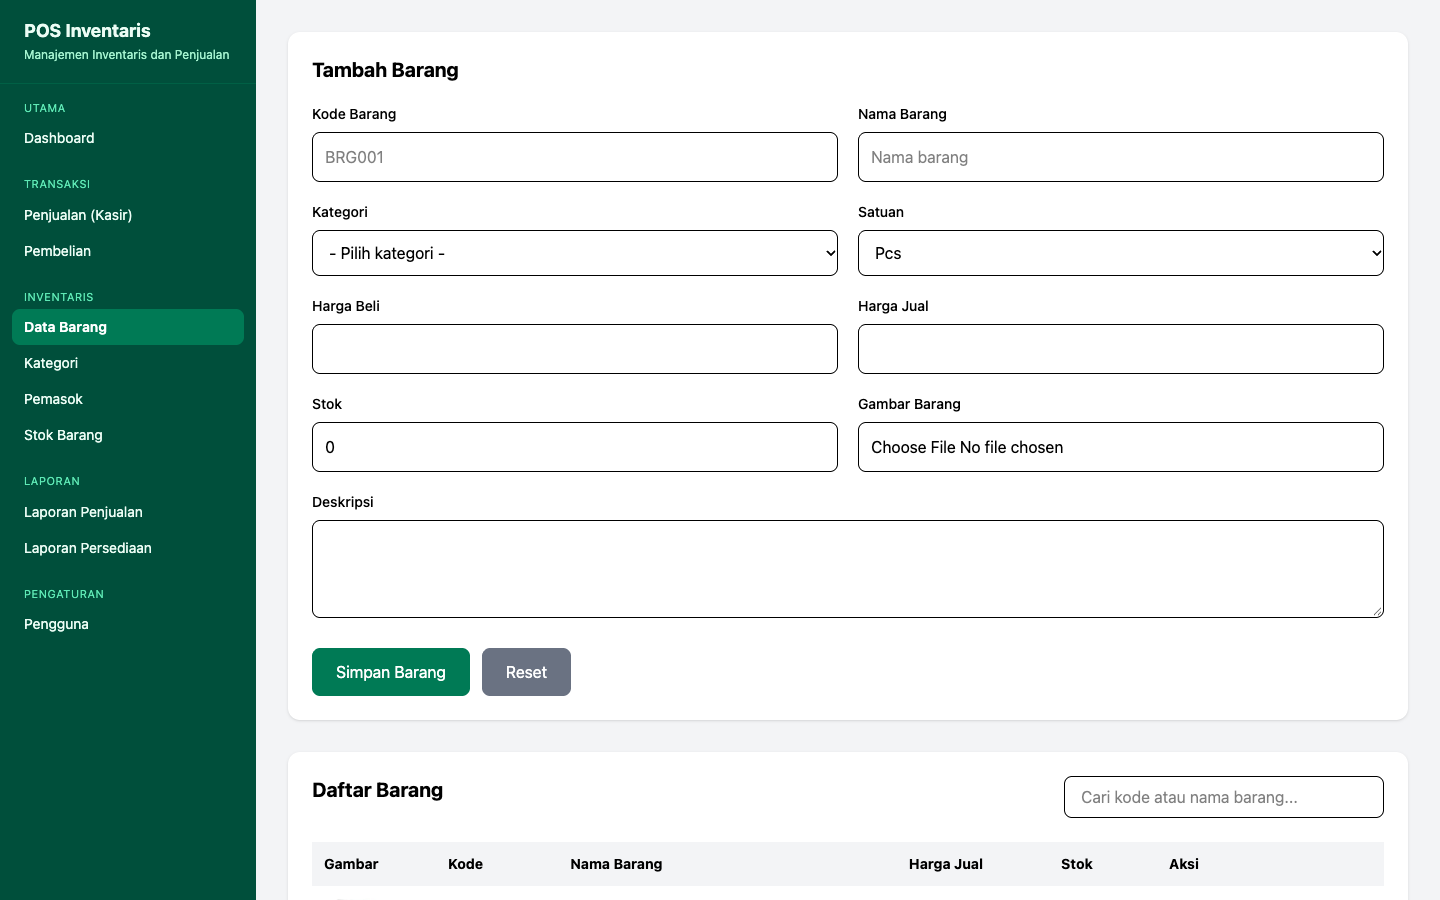 POS Inventaris
Manajemen Inventaris dan Penjualan
UTAMA
Dashboard
TRANSAKSI
Penjualan (Kasir)
Pembelian
INVENTARIS
Data Barang
Kategori
Pemasok
Stok Barang
LAPORAN
Laporan Penjualan
Laporan Persediaan
PENGATURAN
Pengguna
Tambah Barang
Kode Barang
BRG001
Nama Barang
Nama barang
Kategori
- Pilih kategori -
Satuan
Pcs
Harga Beli
Harga Jual
Stok
0
Gambar Barang
Choose File No file chosen
Deskripsi
Simpan Barang
Reset
Daftar Barang
Cari kode atau nama barang...
Gambar Kode Nama Barang Harga Jual Stok Aksi